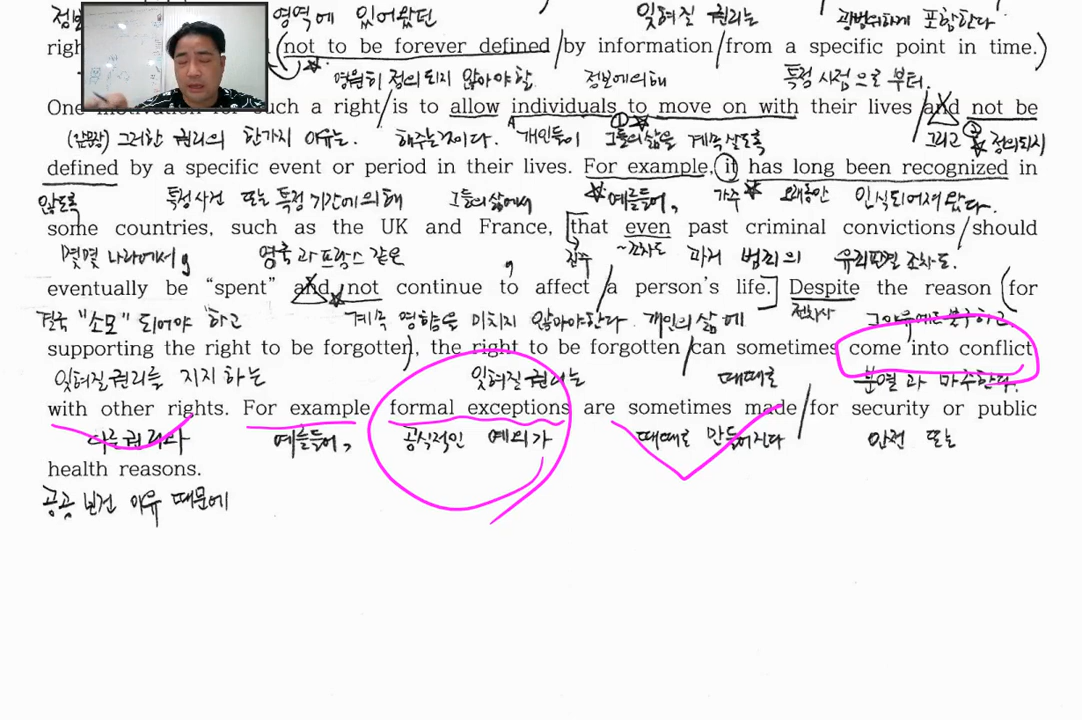 영역에 있어왔던 잊혀질 권리는 광범위하게 포함한다
righ not to be forever defined / by information / from a specific point in time.)
영원히 정의되지 않아야 할 정보에 의해 특정 시점으로부터
One motivation for such a right / is to allow individuals to move on with their lives / and not be
그러한 권리의 한가지 이유는. 해주는것이다. 개인들이 ① 그들의 삶을 계속 살도록 그리고 ② 정의되지
defined by a specific event or period in their lives. For example, it has long been recognized in
않도록 특정사건 또는 특정기간에 의해 그들의 삶에서 예를들어, 가주 오래동안 인식되어져 왔다.
some countries, such as the UK and France, [that even past criminal convictions / should
몇몇 나라에서, 영국과 프랑스 같은 진주 ~조차도 과거 범죄의 유죄판결 조차도.
eventually be “spent” and not continue to affect / a person’s life.] Despite the reason (for
결국 “소모” 되어야 하고 계속 영향을 미치지 않아야한다. 개인의 삶에 전치사 그 이유에도 불구하고,
supporting the right to be forgotten), the right to be forgotten / can sometimes come into conflict
잊혀질권리를 지지하는 잊혀질 권리는 때때로 분열과 마주한다.
with other rights. For example formal exceptions are sometimes made / for security or public
다른권리와 예를들어, 공식적인 예외가 때때로 만들어진다 안전 또는
health reasons.
공공 보건 이유 때문에